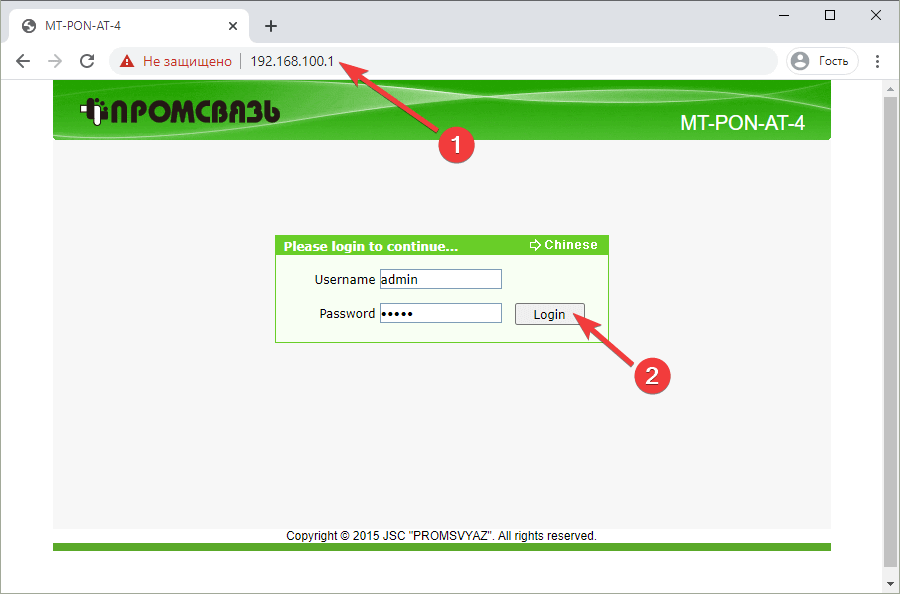 MT-PON-AT-4
Не защищено 192.168.100.1 Гость
ПРОМСВЯЗЬ
MT-PON-AT-4
1
Please login to continue... Chinese
Username admin
Password •••••
Login
2
Copyright © 2015 JSC "PROMSVYAZ". All rights reserved.